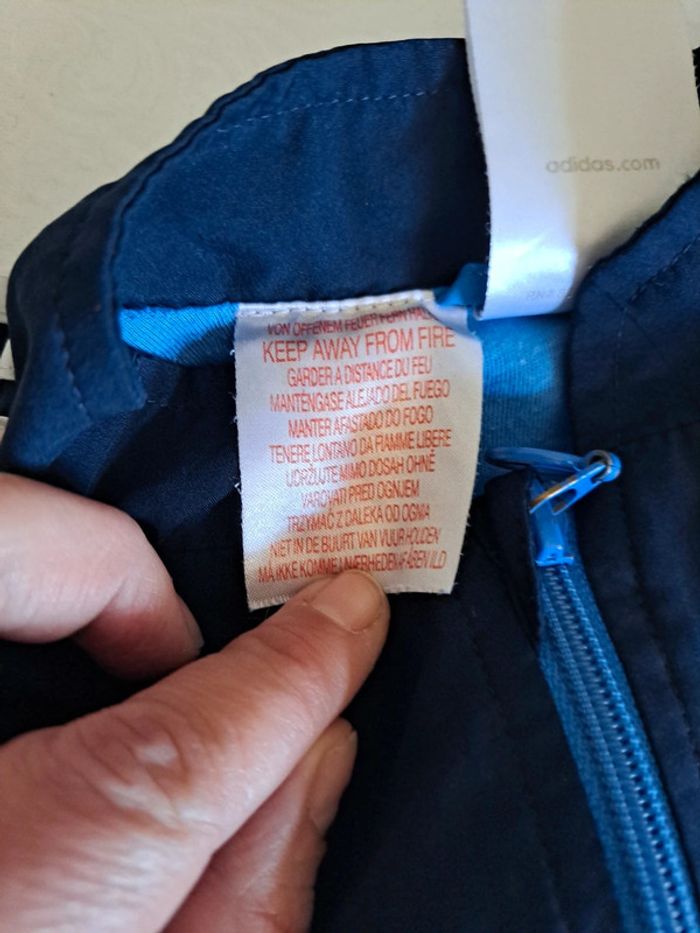 adidas.com
VON OFFENEM FEUER FERNHAL
KEEP AWAY FROM FIRE
GARDER A DISTANCE DU FEU
MANTÉNGASE ALEJADO DEL FUEGO
MANTER AFASTADO DO FOGO
TENERE LONTANO DA FIAMME LIBERE
UDRŽUJTE MIMO DOSAH OHNĚ
VAROVATI PRED OGNJEM
TRZYMAĆ Z DALEKA OD OGNIA
NIET IN DE BUURT VAN VUUR HOUDEN
MÅ IKKE KOMME I NÆRHEDEN AF ÅBEN ILD